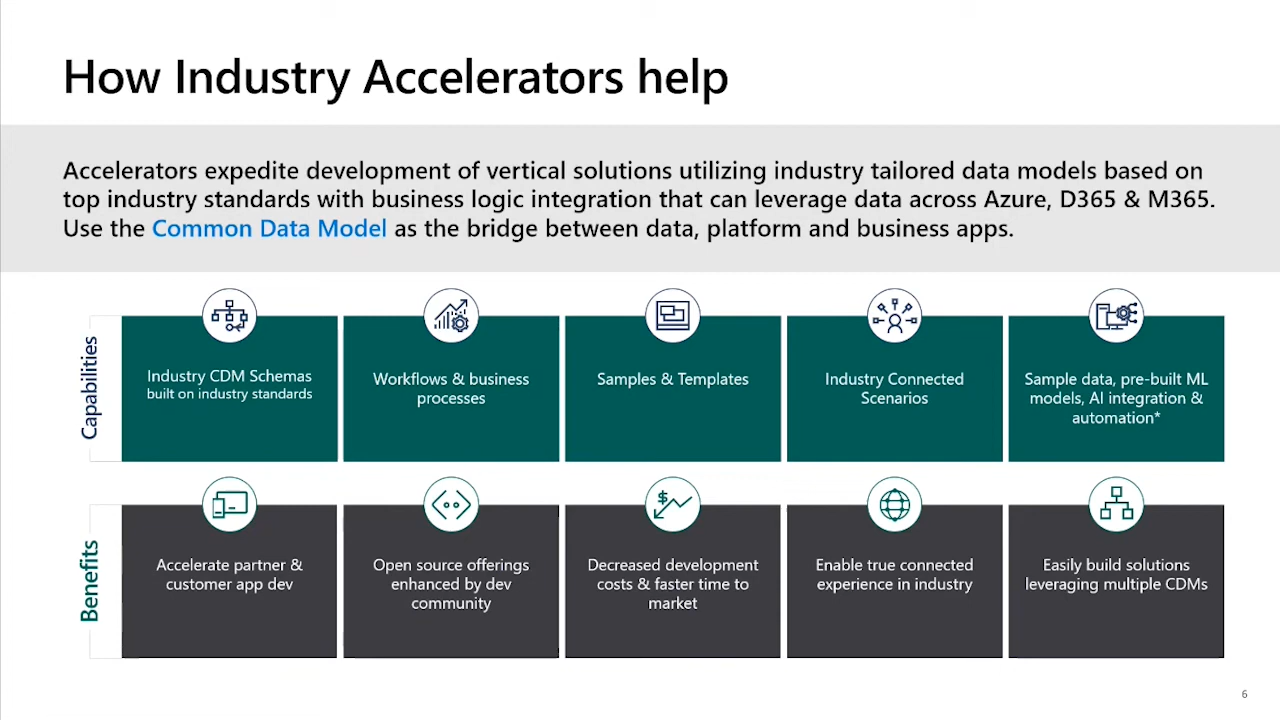 How Industry Accelerators help
Accelerators expedite development of vertical solutions utilizing industry tailored data models based on
top industry standards with business logic integration that can leverage data across Azure, D365 & M365.
Use the Common Data Model as the bridge between data, platform and business apps.
Capabilities
Industry CDM Schemas
built on industry standards
Workflows & business
processes
Samples & Templates
Industry Connected
Scenarios
Sample data, pre-built ML
models, AI integration &
automation*
Benefits
Accelerate partner &
customer app dev
Open source offerings
enhanced by dev
community
$
Decreased development
costs & faster time to
market
Enable true connected
experience in industry
Easily build solutions
leveraging multiple CDMs
6